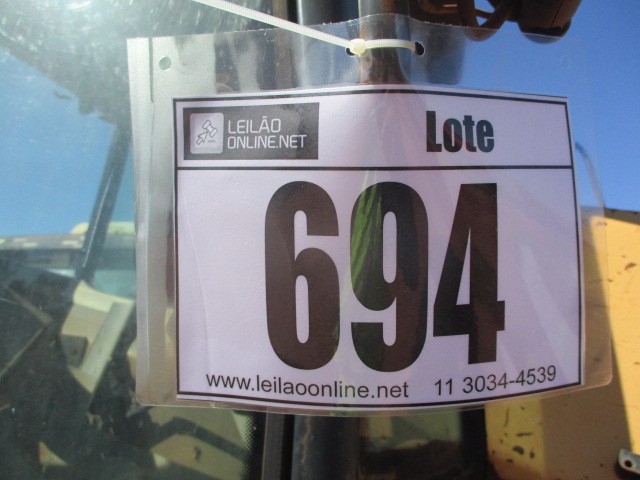 LEILÃO
ONLINE.NET
Lote
694
www.leilaoonline.net 11 3034-4539